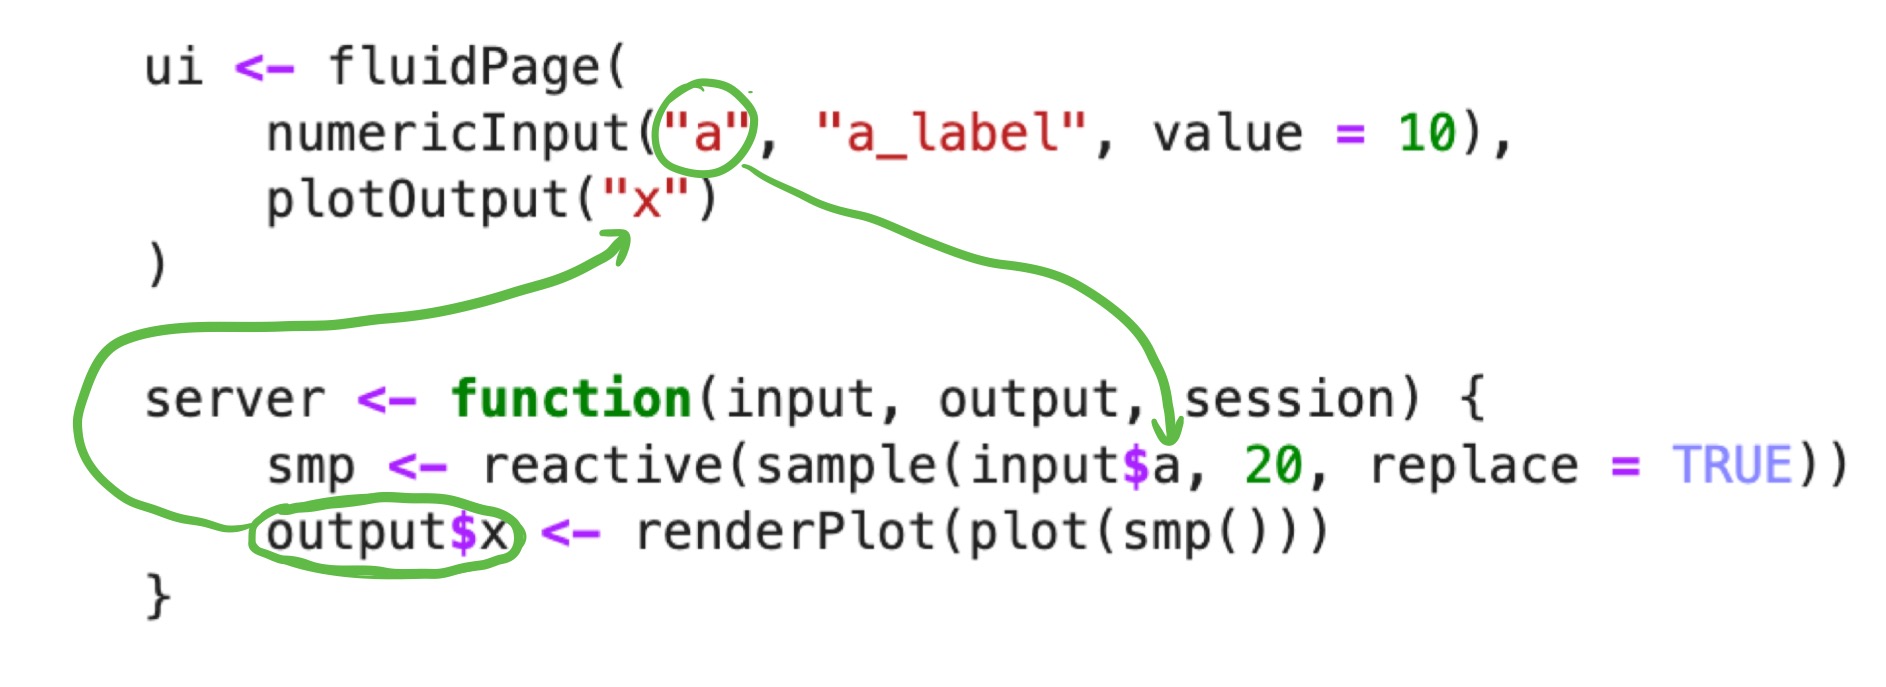 ui <- fluidPage(
numericInput("a", "a_label", value = 10),
plotOutput("x")
)
server <- function(input, output, session) {
smp <- reactive(sample(input$a, 20, replace = TRUE))
output$x <- renderPlot(plot(smp()))
}